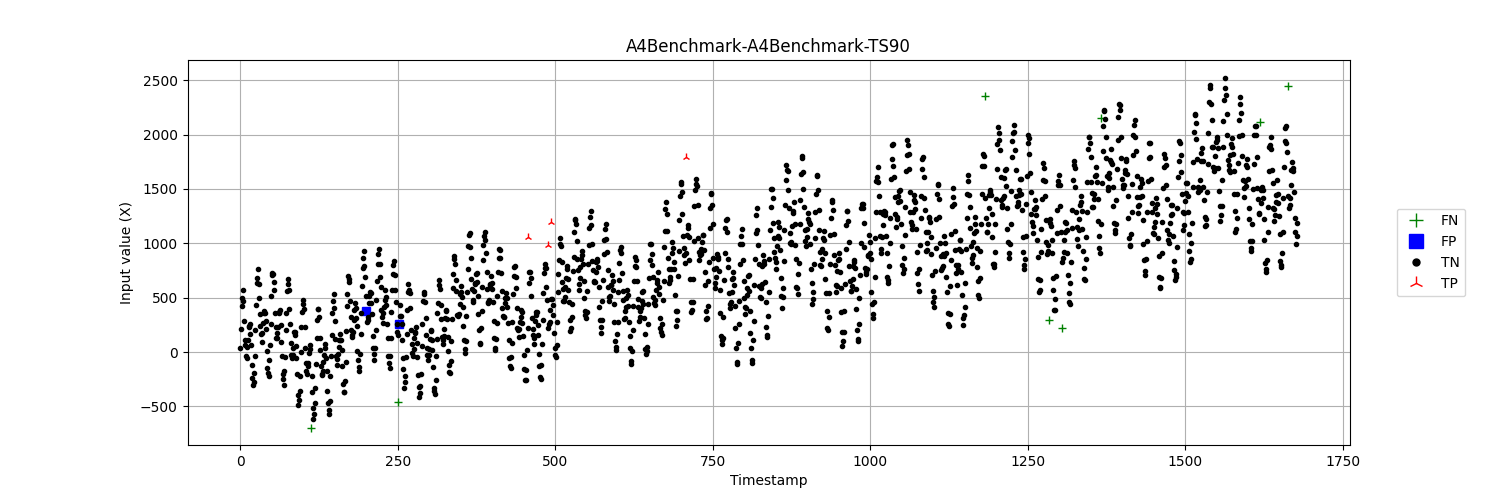 A4Benchmark-A4Benchmark-TS90
2500
2000
1500
1000
500
0
−500
Input value (X)
0 250 500 750 1000 1250 1500 1750
Timestamp
FN
FP
TN
TP